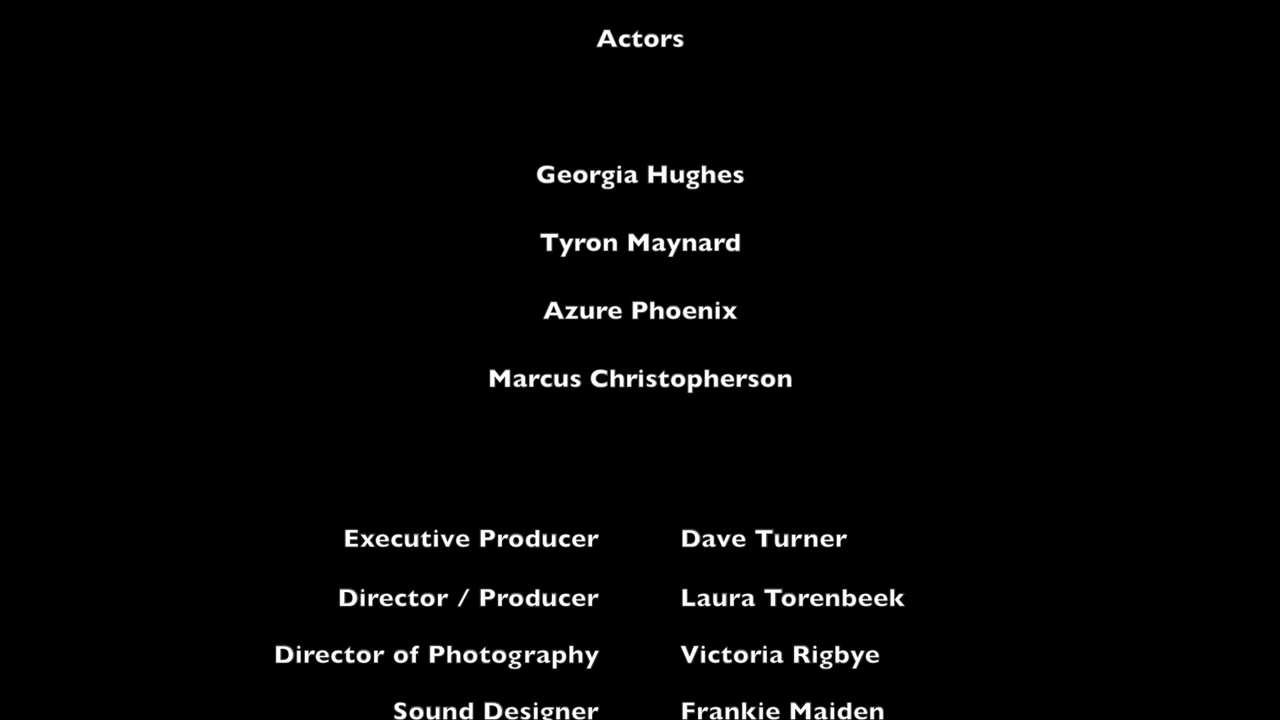 Actors
Georgia Hughes
Tyron Maynard
Azure Phoenix
Marcus Christopherson
Executive Producer Dave Turner
Director / Producer Laura Torenbeek
Director of Photography Victoria Rigbye
Sound Designer Frankie Maiden